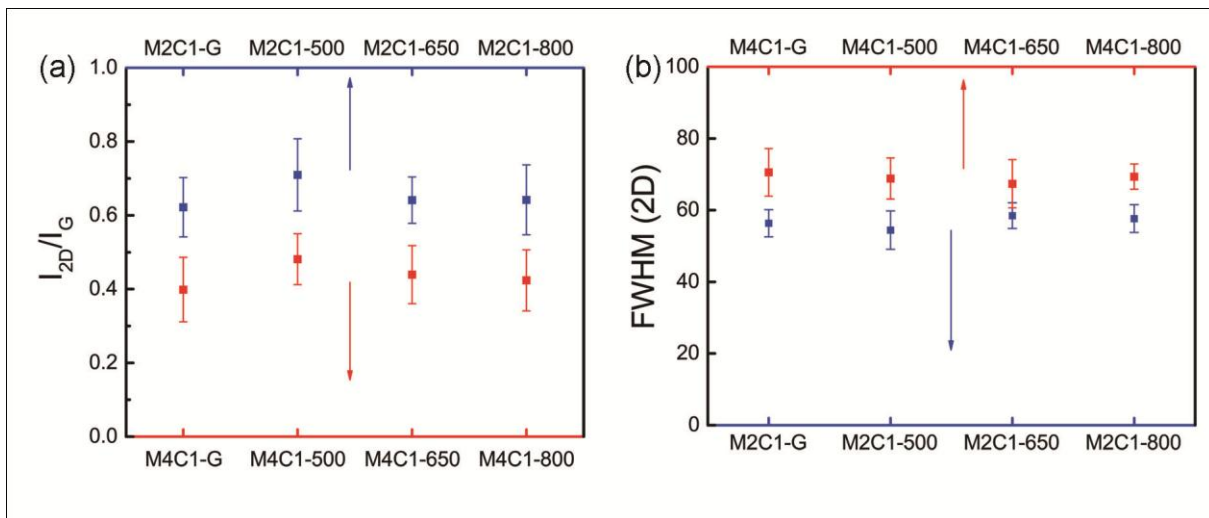 (a)
M2C1-G M2C1-500 M2C1-650 M2C1-800
1.0
0.8
0.6
0.4
0.2
0.0
I2D/IG
M4C1-G M4C1-500 M4C1-650 M4C1-800
(b)
M4C1-G M4C1-500 M4C1-650 M4C1-800
100
80
60
40
20
0
FWHM (2D)
M2C1-G M2C1-500 M2C1-650 M2C1-800